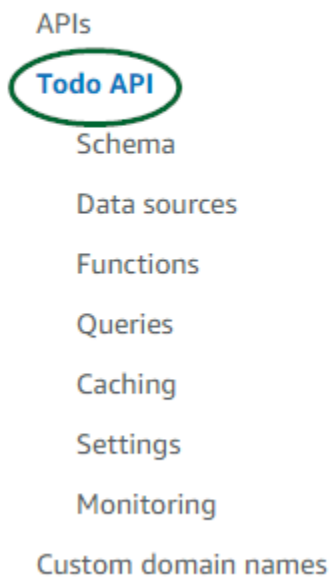 APIs
Todo API
Schema
Data sources
Functions
Queries
Caching
Settings
Monitoring
Custom domain names